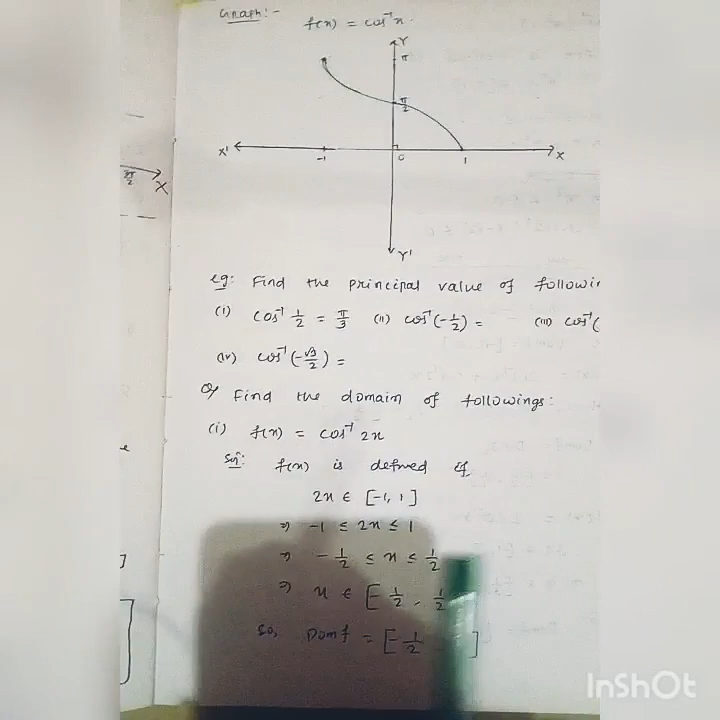 Graph:-
f(x) = cos⁻¹x
Y
π
π/2
X' -1 0 1 X
Y'
π/2 X
eg: Find the principal value of followin
(i) cos⁻¹ 1/2 = π/3 (ii) cos⁻¹(-1/2) = (iii) cos⁻¹(
(iv) cos⁻¹(-√3/2) =
Q Find the domain of followings:
(i) f(x) = cos⁻¹ 2x
Solⁿ: f(x) is defined if
2x ∈ [-1, 1]
⇒ -1 ≤ 2x ≤ 1
⇒ -1/2 ≤ x ≤ 1/2
⇒ x ∈ [-1/2, 1/2
So, Dom f = [-1/2 ]
InShOt